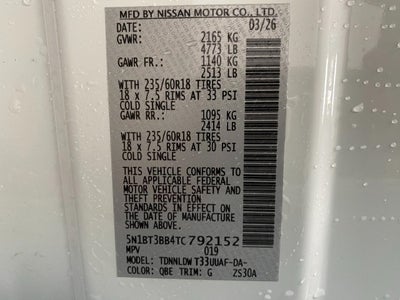 MFD BY NISSAN MOTOR CO., LTD.
DATE: 03/26
GVWR: 2165 KG
4773 LB
GAWR FR.: 1140 KG
2513 LB
WITH 235/60R18 TIRES
18 x 7.5 RIMS AT 33 PSI
COLD SINGLE
GAWR RR.: 1095 KG
2414 LB
WITH 235/60R18 TIRES
18 x 7.5 RIMS AT 30 PSI
COLD SINGLE
THIS VEHICLE CONFORMS
TO ALL APPLICABLE FEDERAL
MOTOR VEHICLE SAFETY
AND THEFT PREVENTION
STANDARDS IN EFFECT ON
THE DATE OF MANUFACTURE
SHOWN ABOVE.
5N1BT3BB4TC792152
MPV 019
MODEL: TDNNLDW T33UUAF-DA-
COLOR: QBE TRIM: G ZS30A